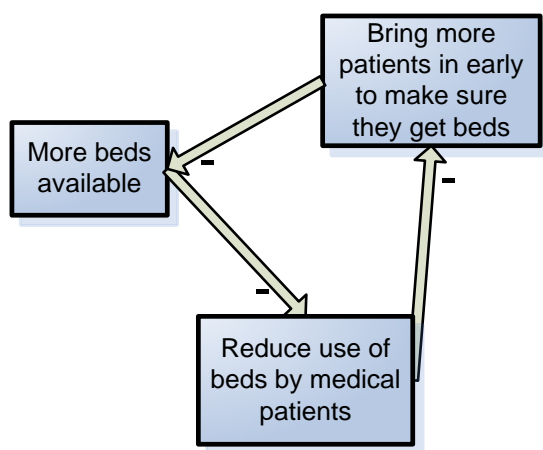 Bring more
patients in early
to make sure
they get beds
More beds
available
-
-
-
Reduce use of
beds by medical
patients